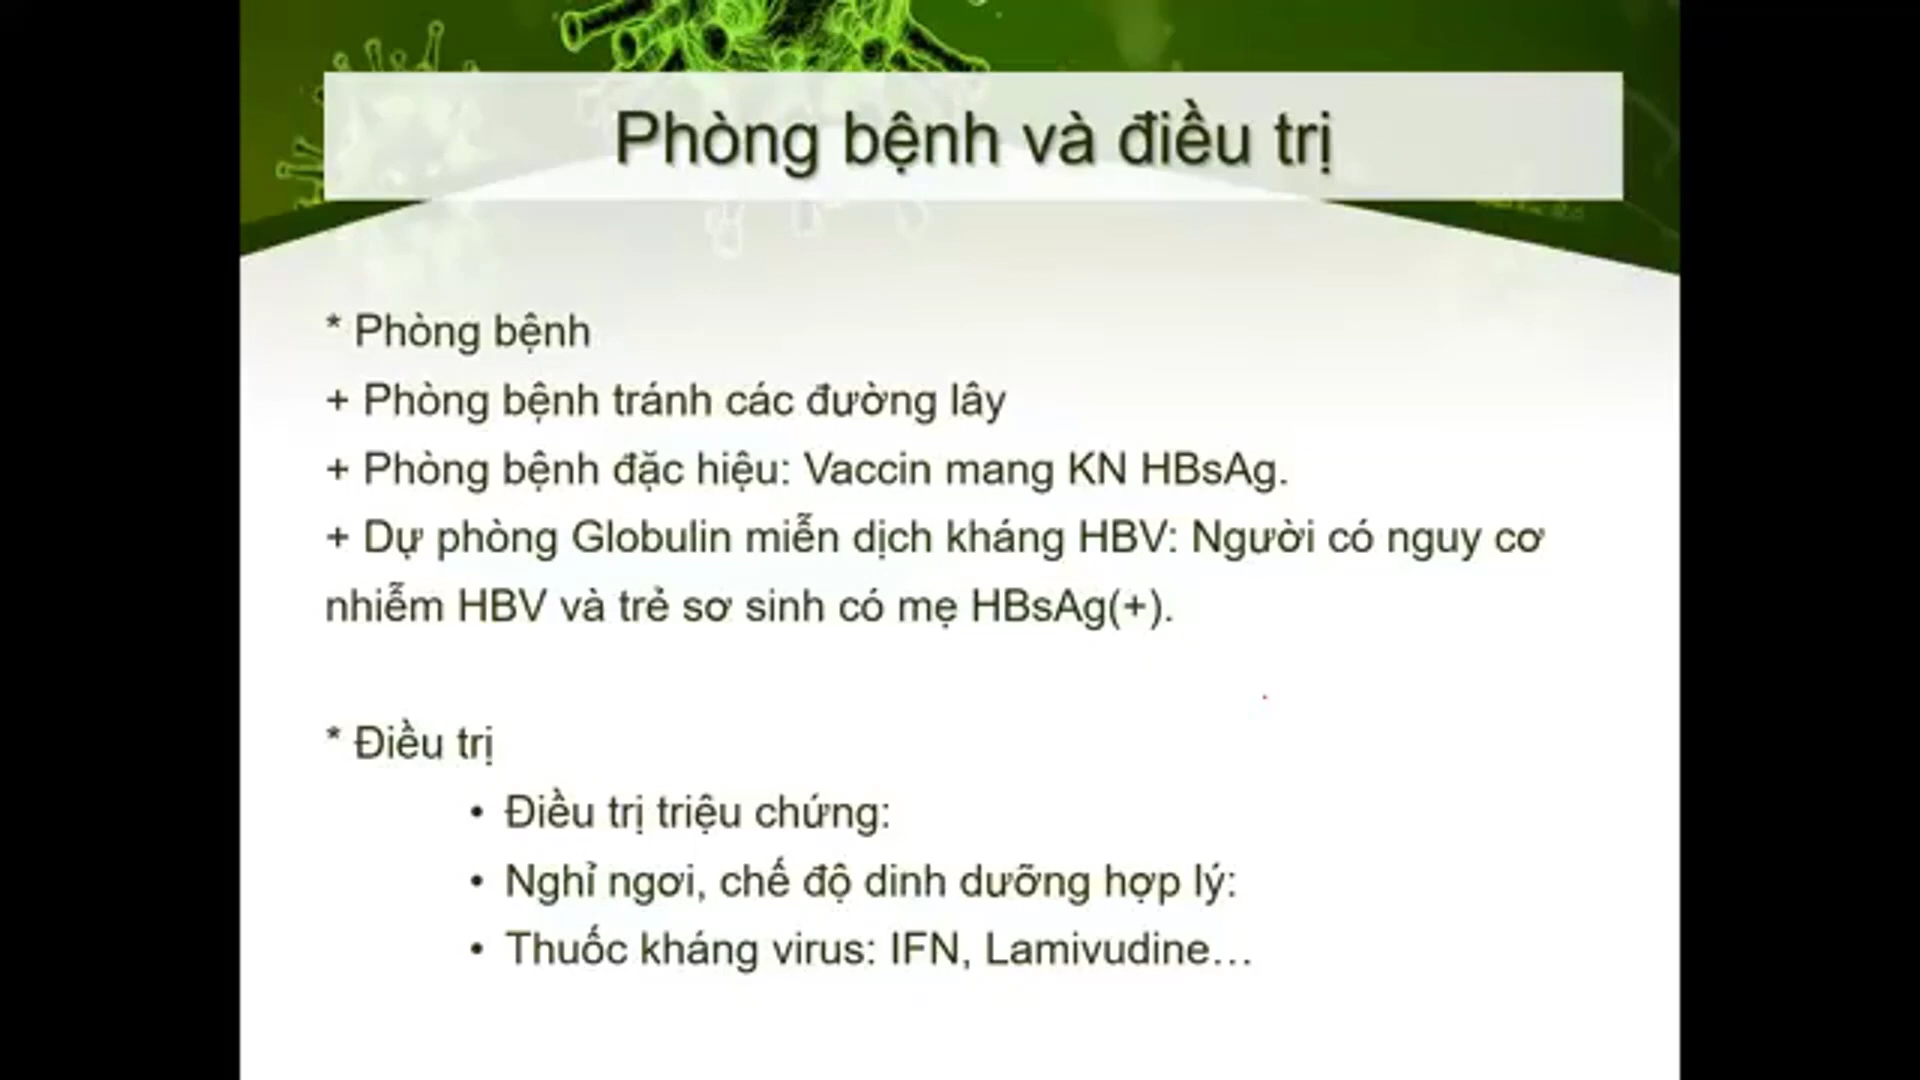 Phòng bệnh và điều trị
* Phòng bệnh
+ Phòng bệnh tránh các đường lây
+ Phòng bệnh đặc hiệu: Vaccin mang KN HBsAg.
+ Dự phòng Globulin miễn dịch kháng HBV: Người có nguy cơ
nhiễm HBV và trẻ sơ sinh có mẹ HBsAg(+).
* Điều trị
• Điều trị triệu chứng:
• Nghỉ ngơi, chế độ dinh dưỡng hợp lý:
• Thuốc kháng virus: IFN, Lamivudine…